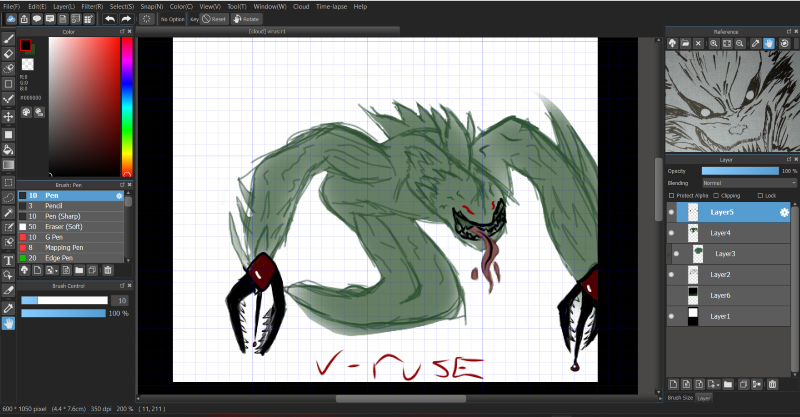 File(F) Edit(E) Layer(L) Filter(R) Select(S) Snap(N) Color(C) View(V) Tool(T) Window(W) Cloud Time-lapse Help
No Option Key Reset Rotate
Color
[cloud] virus r1
Reference
R:0
G:0
B:0
#000000
Layer
Opacity 100 %
Blending Normal
Protect Alpha Clipping Lock
Brush: Pen
10 Pen
3 Pencil
10 Pen (Sharp)
50 Eraser (Soft)
10 G Pen
8 Mapping Pen
20 Edge Pen
Layer5
Layer4
Layer3
Layer2
Layer6
Layer1
Brush Control
10
100 %
V-ruSE
Brush Size Layer
600 * 1050 pixel (4.4 * 7.6cm) 350 dpi 200 % ( 11, 211 )